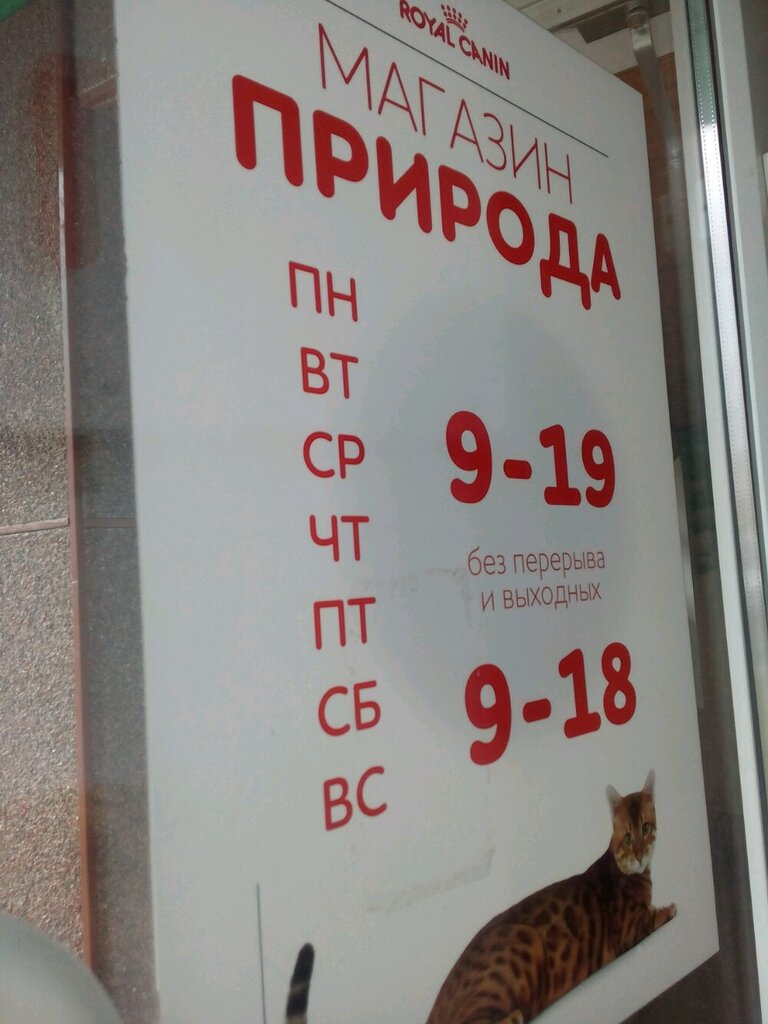 ROYAL CANIN
МАГАЗИН
ПРИРОДА
ПН
ВТ
СР
ЧТ
ПТ
СБ
ВС
9-19
без перерыва
и выходных
9-18